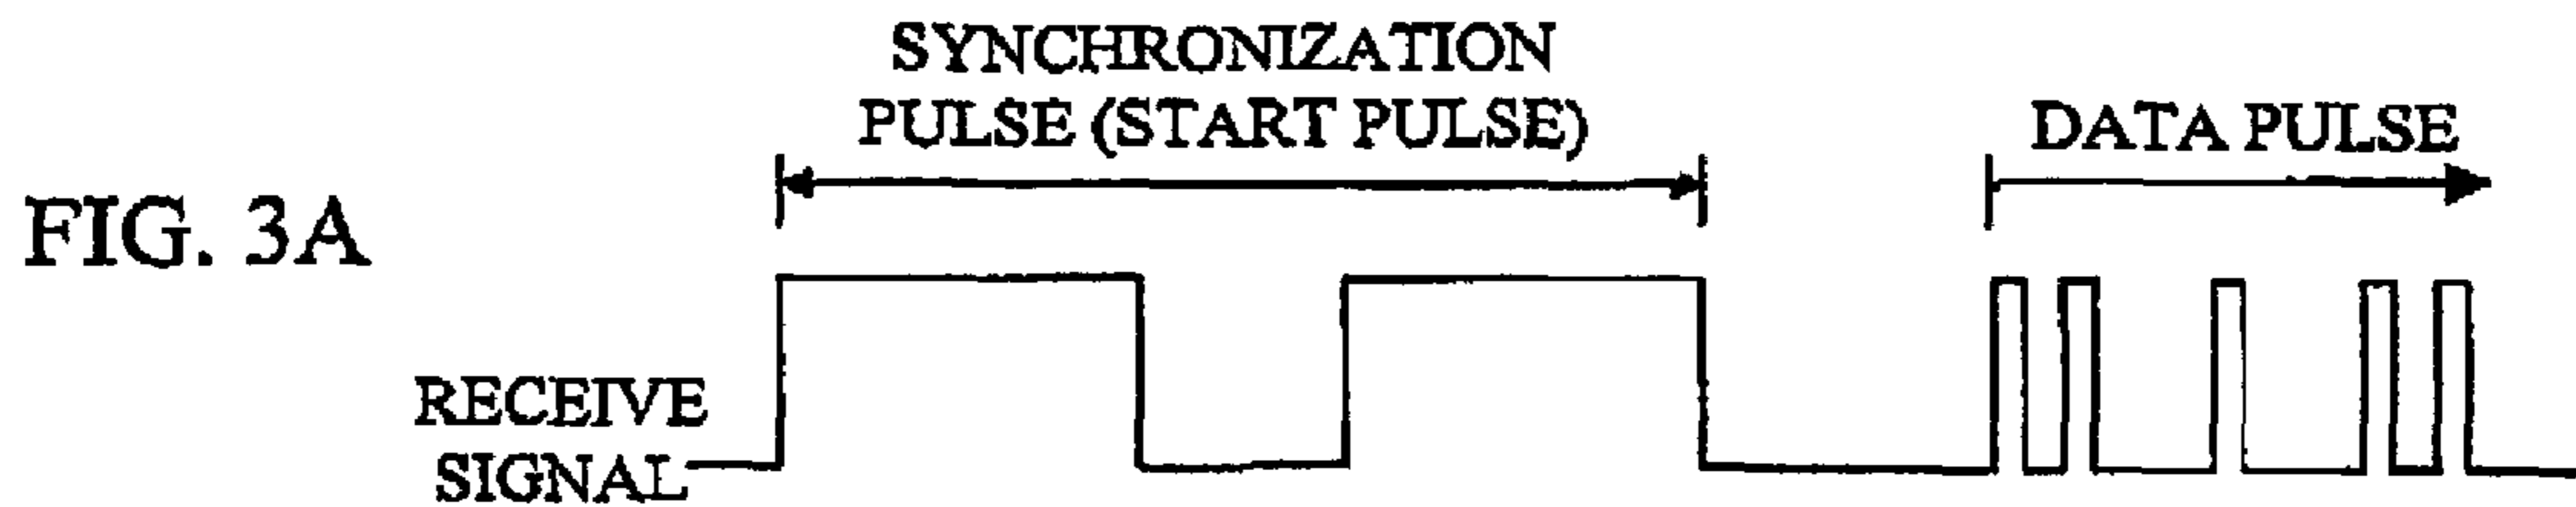 SYNCHRONIZATION
PULSE (START PULSE)
DATA PULSE
FIG. 3A
RECEIVE
SIGNAL